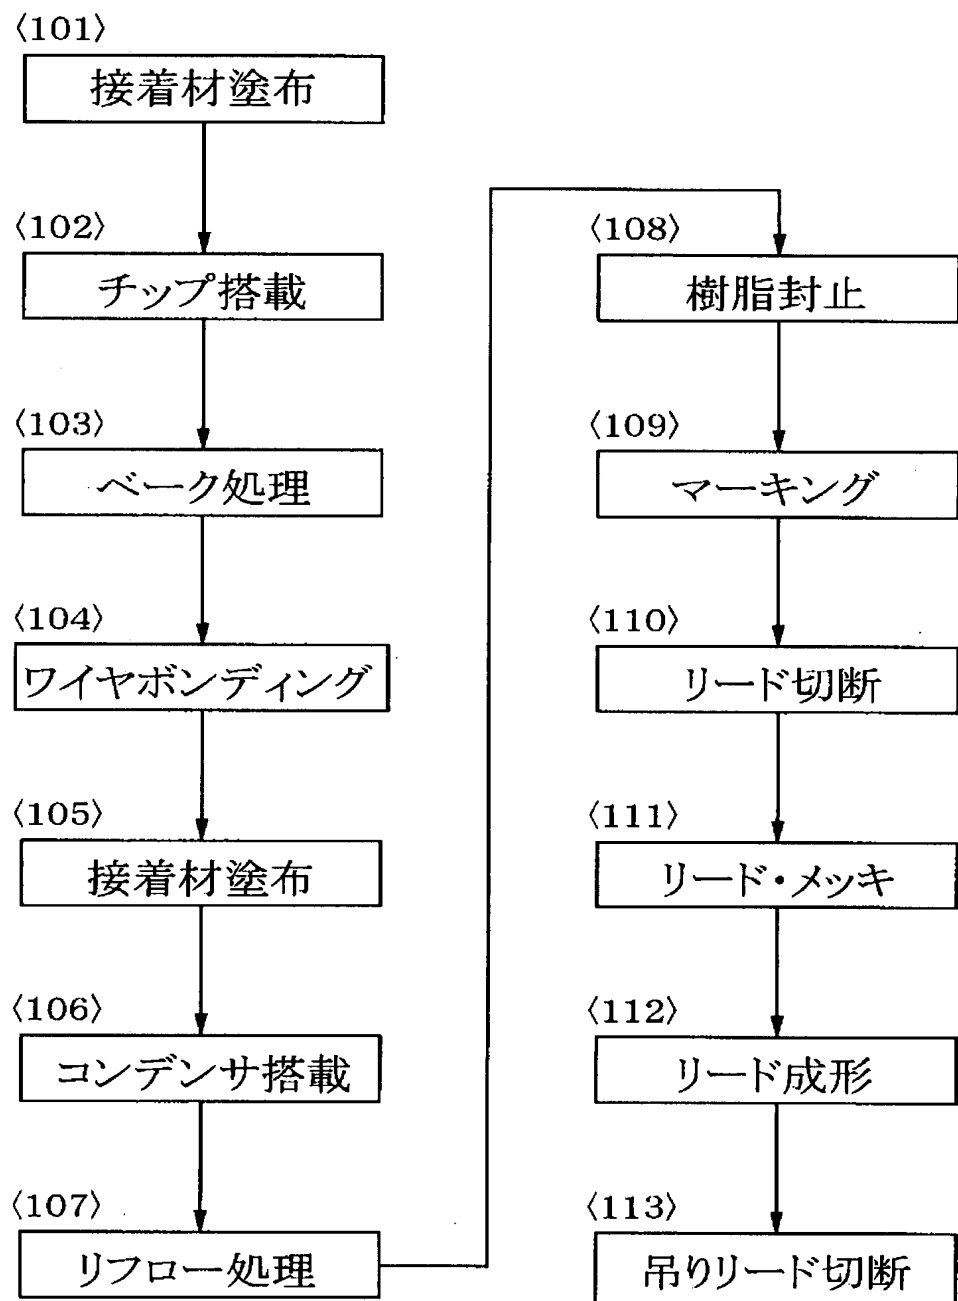 〈101〉
接着材塗布
〈102〉
チップ搭載
〈103〉
ベーク処理
〈104〉
ワイヤボンディング
〈105〉
接着材塗布
〈106〉
コンデンサ搭載
〈107〉
リフロー処理
〈108〉
樹脂封止
〈109〉
マーキング
〈110〉
リード切断
〈111〉
リード・メッキ
〈112〉
リード成形
〈113〉
吊りリード切断